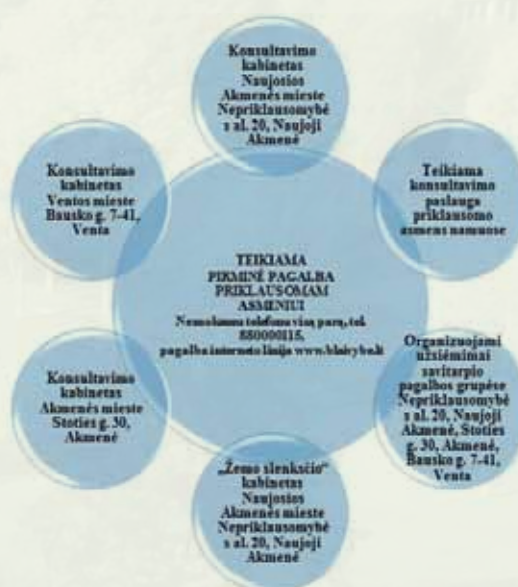 Konsultavimo
kabinetas
Naujosios
Akmenės mieste
Nepriklausomybė
s al. 20, Naujoji
Akmenė
Konsultavimo
kabinetas
Ventos mieste
Bausko g. 7-41,
Venta
Teikiama
konsultavimo
paslauga
priklausomo
asmens namuose
TEIKIAMA
PIRMINĖ PAGALBA
PRIKLAUSOMAM
ASMENIUI
Nemokamu telefonu visą parą, tel.
880000115,
pagalba interneto linija www.blaivybe.lt
Konsultavimo
kabinetas
Akmenės mieste
Stoties g. 30,
Akmenė
Organizuojami
užsiėmimai
savitarpio
pagalbos grupėse
Nepriklausomybė
s al. 20, Naujoji
Akmenė, Stoties
g. 30, Akmenė,
Bausko g. 7-41,
Venta
„Žemo slenksčio“
kabinetas
Naujosios
Akmenės mieste
Nepriklausomybė
s al. 20, Naujoji
Akmenė